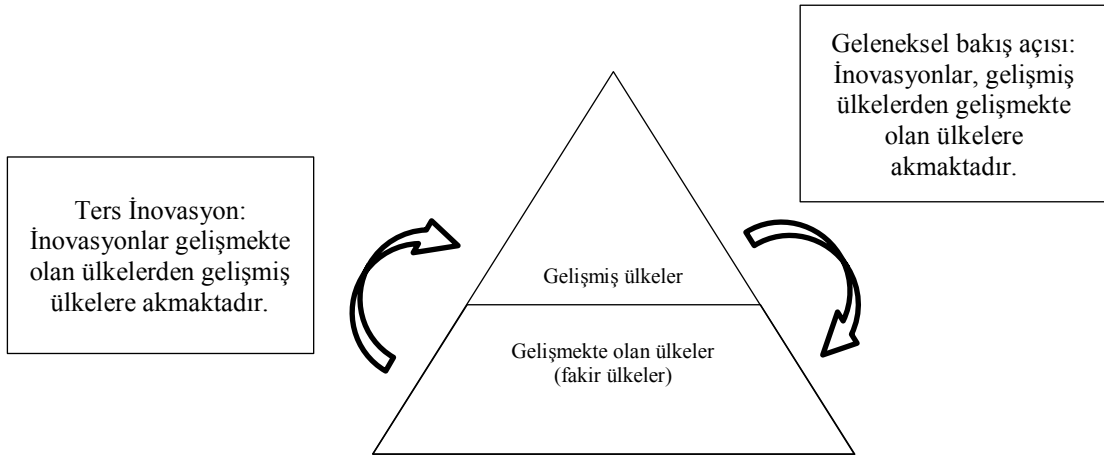 Geleneksel bakış açısı:
İnovasyonlar, gelişmiş
ülkelerden gelişmekte
olan ülkelere
akmaktadır.
Ters İnovasyon:
İnovasyonlar gelişmekte
olan ülkelerden gelişmiş
ülkelere akmaktadır.
Gelişmiş ülkeler
Gelişmekte olan ülkeler
(fakir ülkeler)